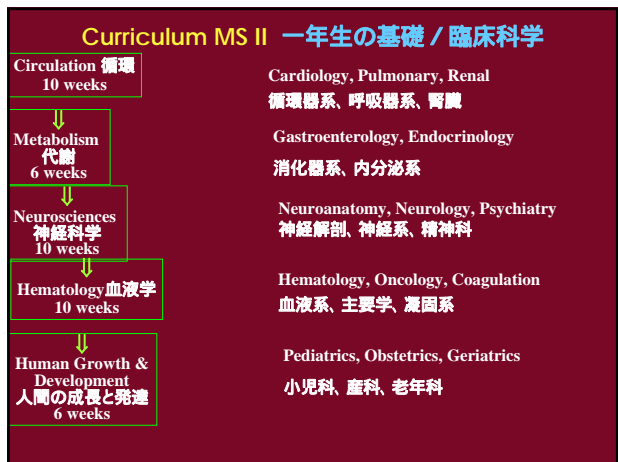 Curriculum MS II 一年生の基礎 / 臨床科学
Circulation 循環
10 weeks
Cardiology, Pulmonary, Renal
循環器系、呼吸器系、腎臓
⇓
Metabolism
代謝
6 weeks
Gastroenterology, Endocrinology
消化器系、内分泌系
⇓
Neurosciences
神経科学
10 weeks
Neuroanatomy, Neurology, Psychiatry
神経解剖、神経系、精神科
⇓
Hematology血液学
10 weeks
Hematology, Oncology, Coagulation
血液系、主要学、凝固系
⇓
Human Growth &
Development
人間の成長と発達
6 weeks
Pediatrics, Obstetrics, Geriatrics
小児科、産科、老年科